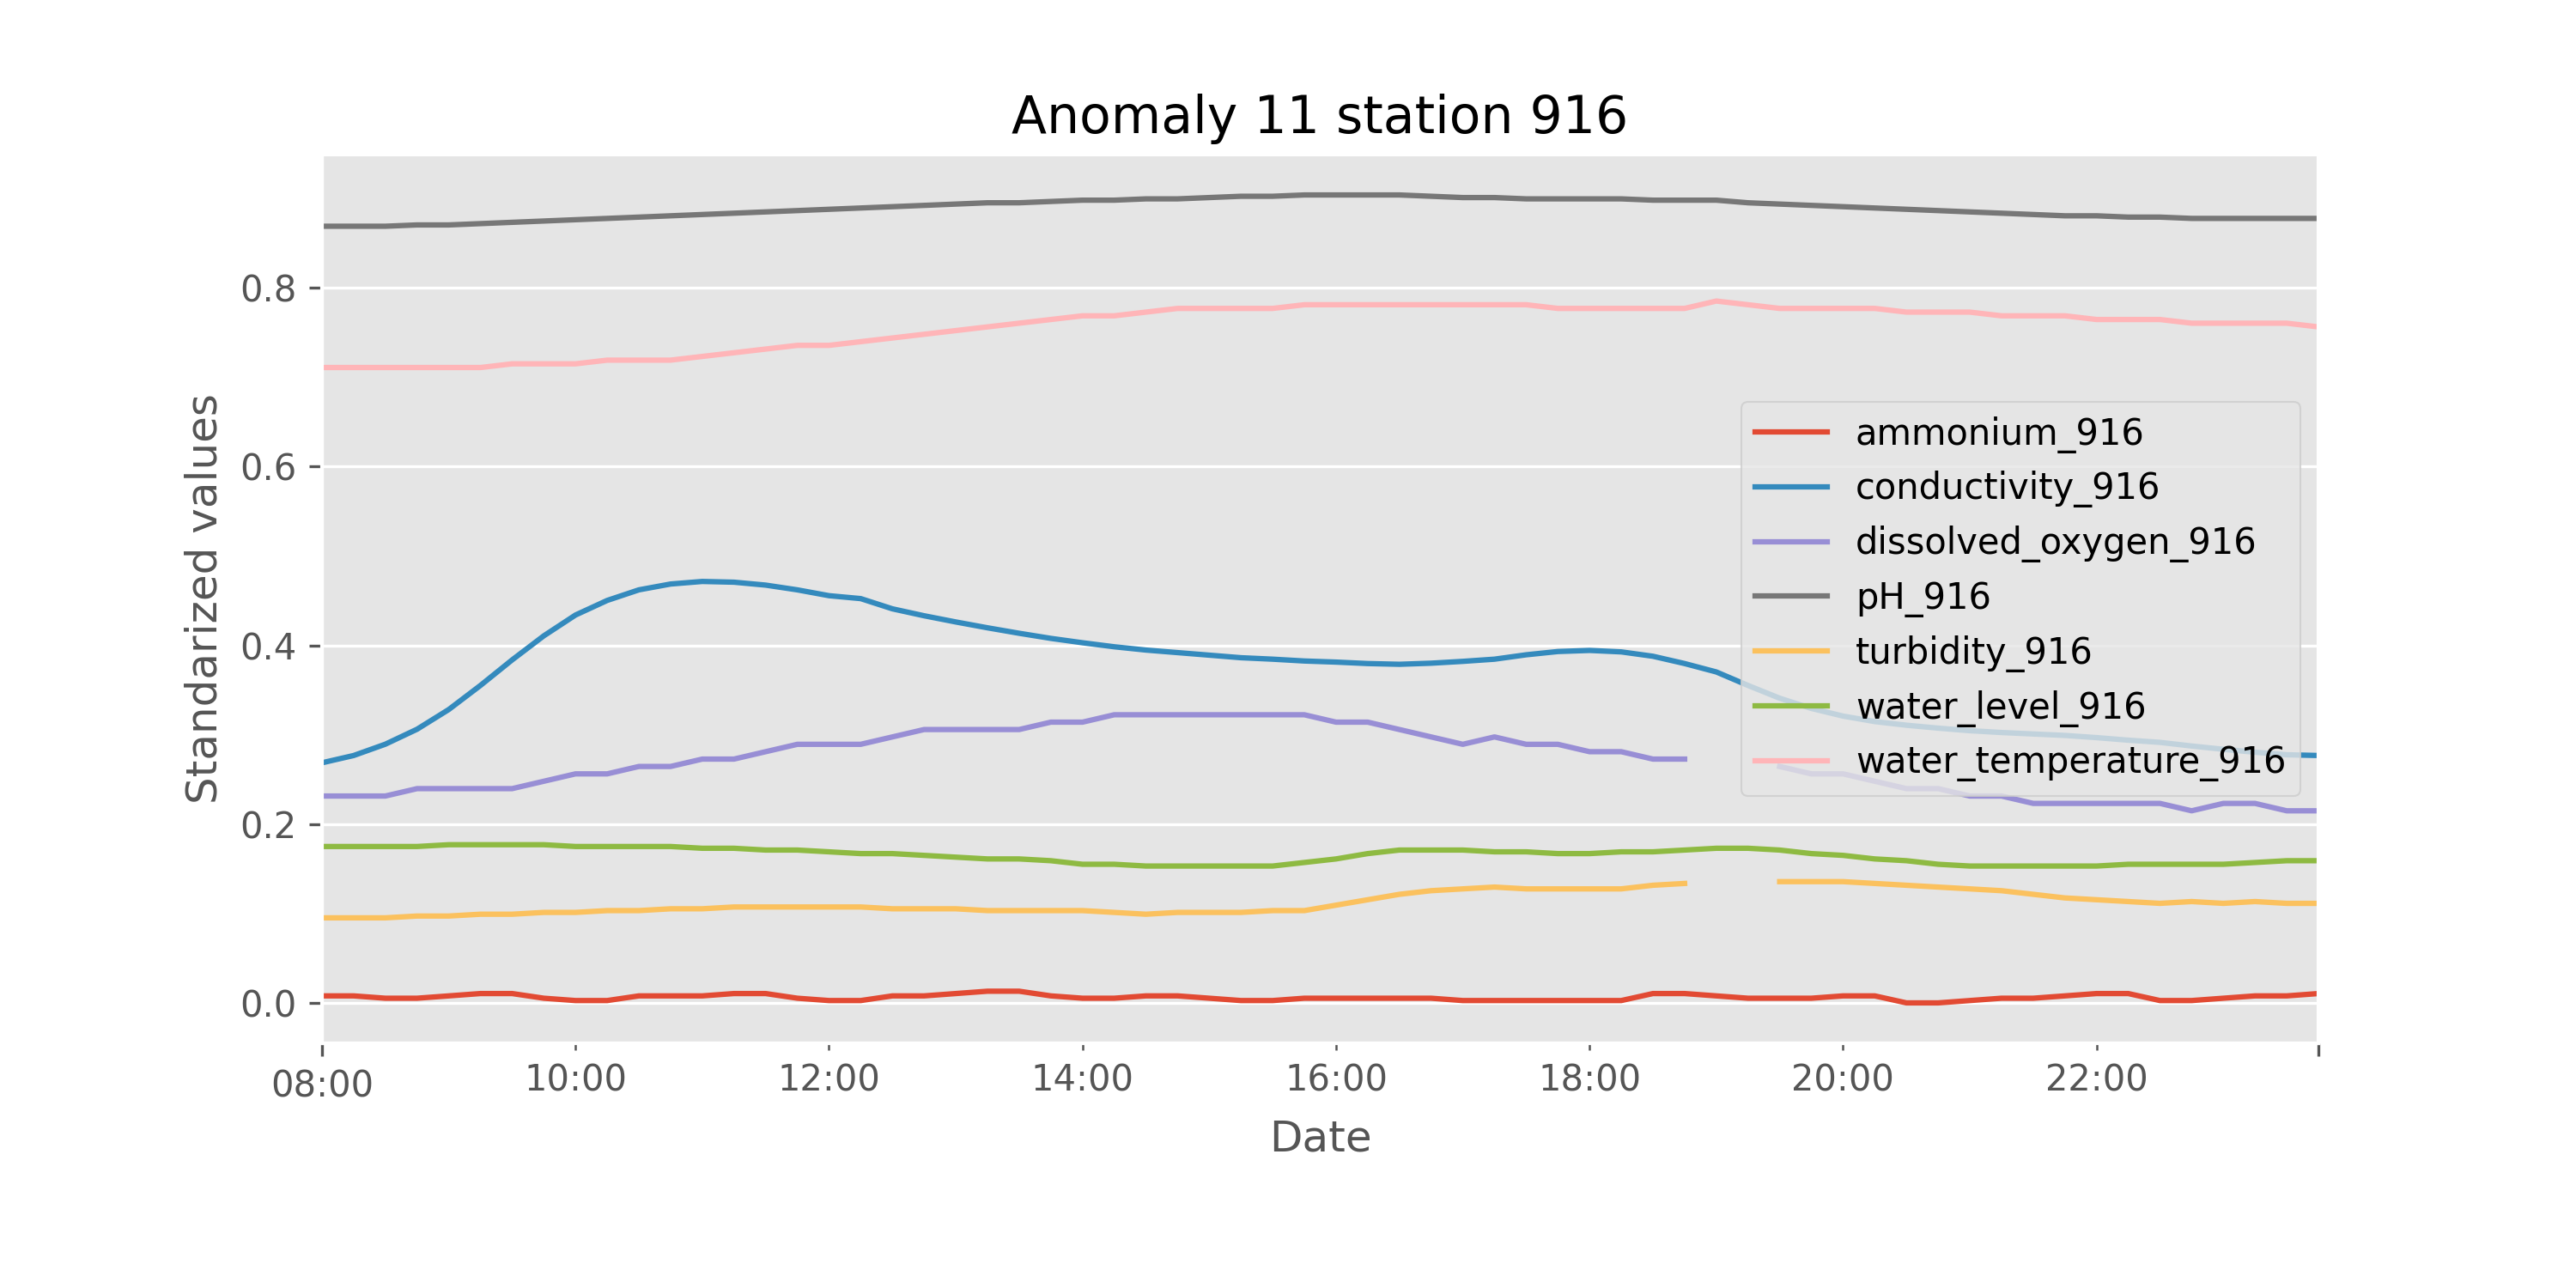 Anomaly 11 station 916
Standarized values
0.8
0.6
0.4
0.2
0.0
ammonium_916
conductivity_916
dissolved_oxygen_916
pH_916
turbidity_916
water_level_916
water_temperature_916
08:00 10:00 12:00 14:00 16:00 18:00 20:00 22:00
Date